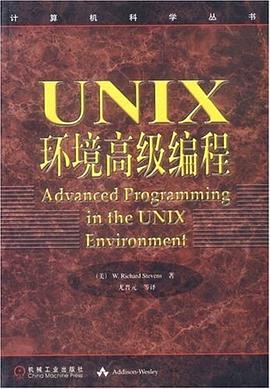 计算机科学丛书
UNIX
环境高级编程
Advanced Programming
in the UNIX
Environment
(美) W. Richard Stevens 著
尤晋元 等译
机械工业出版社
China Machine Press
Addison-Wesley